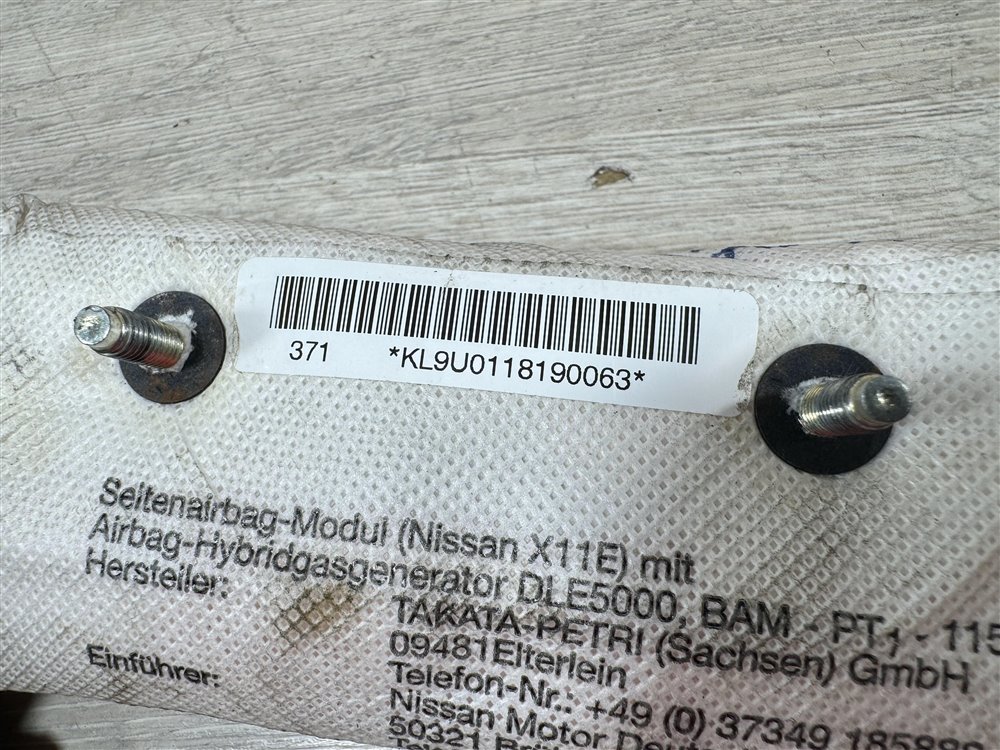 371 *KL9U0118190063*
Seitenairbag-Modul (Nissan X11E) mit
Airbag-Hybridgasgenerator DLE5000, BAM - PT1 - 115
Hersteller: TAKATA-PETRI (Sachsen) GmbH
09481Elterlein
Telefon-Nr.: +49 (0) 37349
Einführer: Nissan Motor
50321